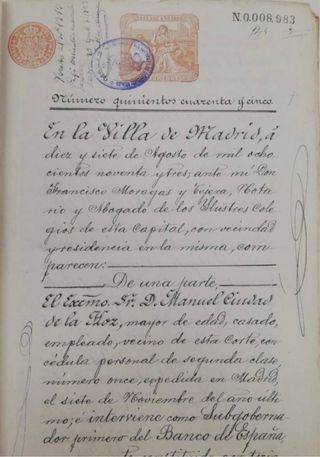 N.0.008,983
Número quinientos cuarenta y cinco.
En la Villa de Madrid, á
diez y siete de Agosto de mil ocho
cientos noventa y tres; ante mí Don
Francisco Moragas y Tejera, Nota
rio y Abogado de los Ilustres Cole
gios de esta Capital, con vecindad
y residencia en la misma, com
parecen:
De una parte,
El Excmo. Sr. D. Manuel Ciudad
de la Hoz, mayor de edad, casado,
empleado, vecino de esta Corte, con
cédula personal de segunda clase,
número once, expedida en Madrid,
el siete de Noviembre del año últi
mo; é interviene como Subgoberna
dor primero del Banco de España,